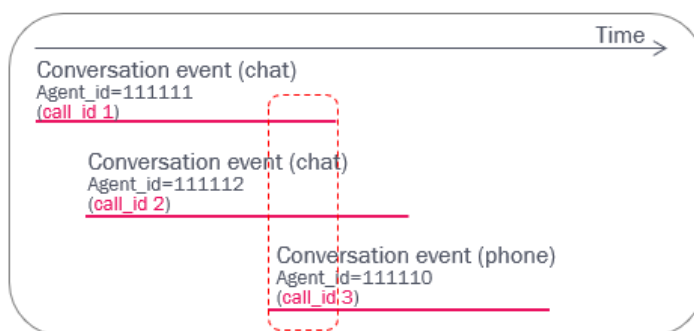 Time
Conversation event (chat)
Agent_id=111111
(call_id 1)
Conversation event (chat)
Agent_id=111112
(call_id 2)
Conversation event (phone)
Agent_id=111110
(call_id 3)